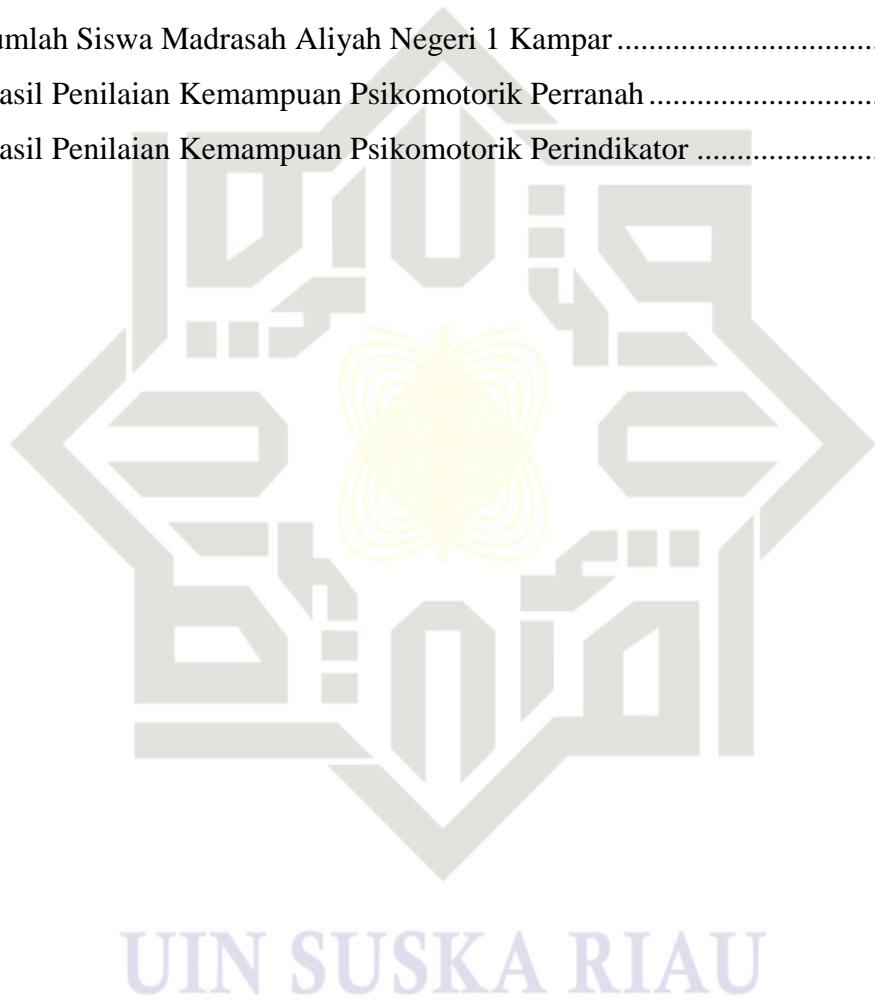 umlah Siswa Madrasah Aliyah Negeri 1 Kampar ................................
asil Penilaian Kemampuan Psikomotorik Perranah ............................
asil Penilaian Kemampuan Psikomotorik Perindikator ......................
UIN SUSKA RIAU